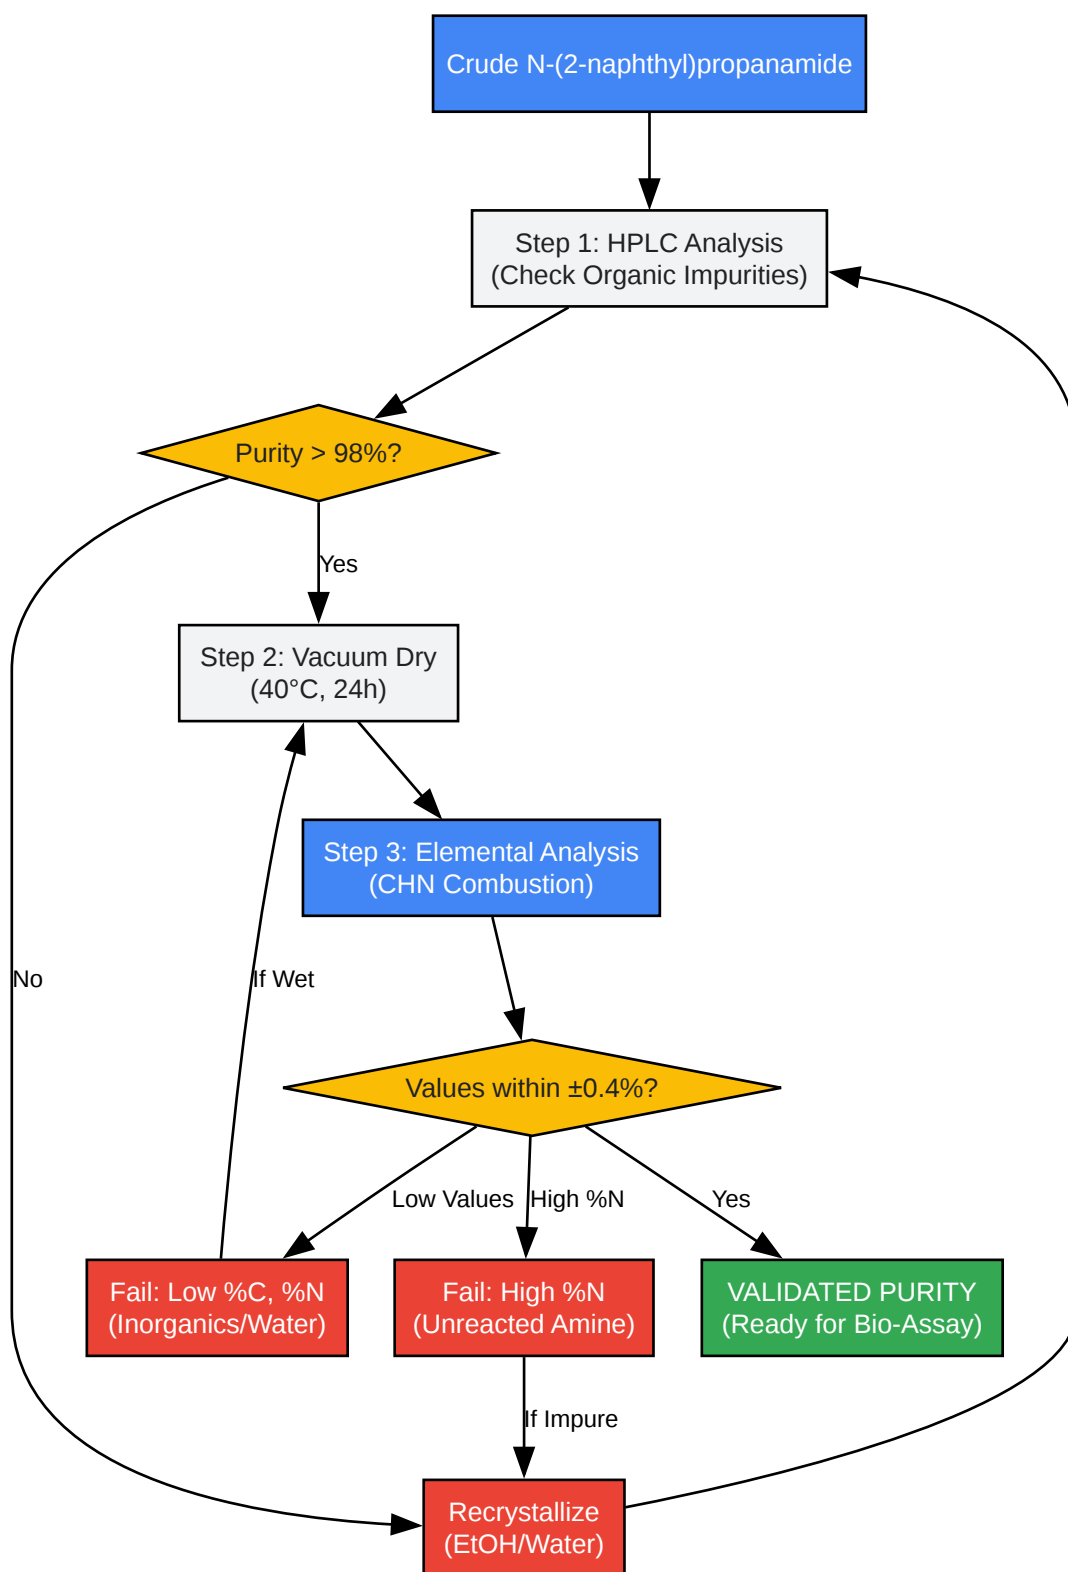 Crude N-(2-naphthyl)propanamide
Step 1: HPLC Analysis
(Check Organic Impurities)
Purity > 98%?
Yes
Step 2: Vacuum Dry
(40°C, 24h)
Step 3: Elemental Analysis
(CHN Combustion)
No
If Wet
Values within ±0.4%?
Low Values
High %N
Yes
Fail: Low %C, %N
(Inorganics/Water)
Fail: High %N
(Unreacted Amine)
VALIDATED PURITY
(Ready for Bio-Assay)
If Impure
Recrystallize
(EtOH/Water)